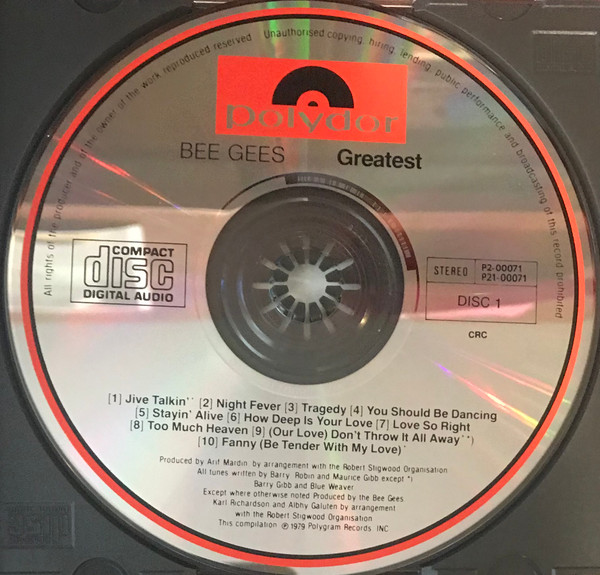 All rights of the producer and of the owner of the work reproduced reserved Unauthorised copying, hiring, lending, public performance and broadcasting of this record prohibited
Polydor
BEE GEES Greatest
COMPACT
disc
DIGITAL AUDIO
STEREO P2-00071
P21-00071
DISC 1
CRC
[1] Jive Talkin'* [2] Night Fever [3] Tragedy [4] You Should Be Dancing
[5] Stayin' Alive [6] How Deep Is Your Love [7] Love So Right
[8] Too Much Heaven [9] (Our Love) Don't Throw It All Away**)
[10] Fanny (Be Tender With My Love)*
Produced by Arif Mardin, by arrangement with the Robert Stigwood Organisation
All tunes written by Barry, Robin and Maurice Gibb except *)
Barry Gibb and Blue Weaver
Except where otherwise noted Produced by the Bee Gees
Karl Richardson and Albhy Galuten by arrangement
with the Robert Stigwood Organisation
This compilation ℗ 1979 Polygram Records, INC